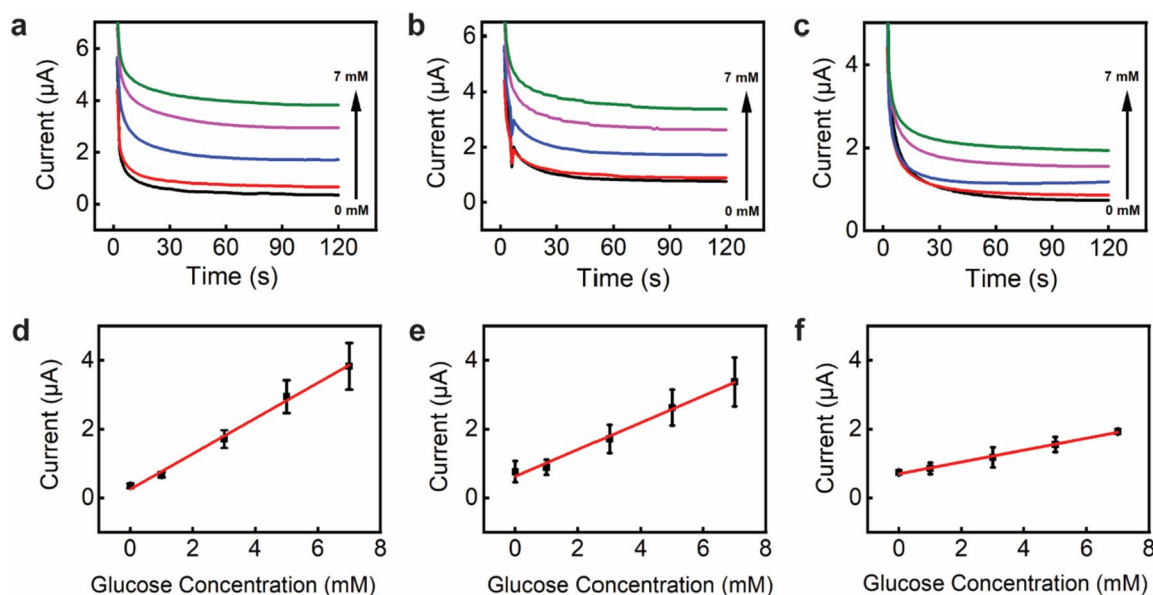 a
Current (μA)
6
4
2
0
7 mM
0 mM
0 30 60 90 120
Time (s)
b
Current (μA)
6
4
2
0
7 mM
0 mM
0 30 60 90 120
Time (s)
c
Current (μA)
4
2
0
7 mM
0 mM
0 30 60 90 120
Time (s)
d
Current (μA)
4
2
0
0 2 4 6 8
Glucose Concentration (mM)
e
Current (μA)
4
2
0
0 2 4 6 8
Glucose Concentration (mM)
f
Current (μA)
4
2
0
0 2 4 6 8
Glucose Concentration (mM)